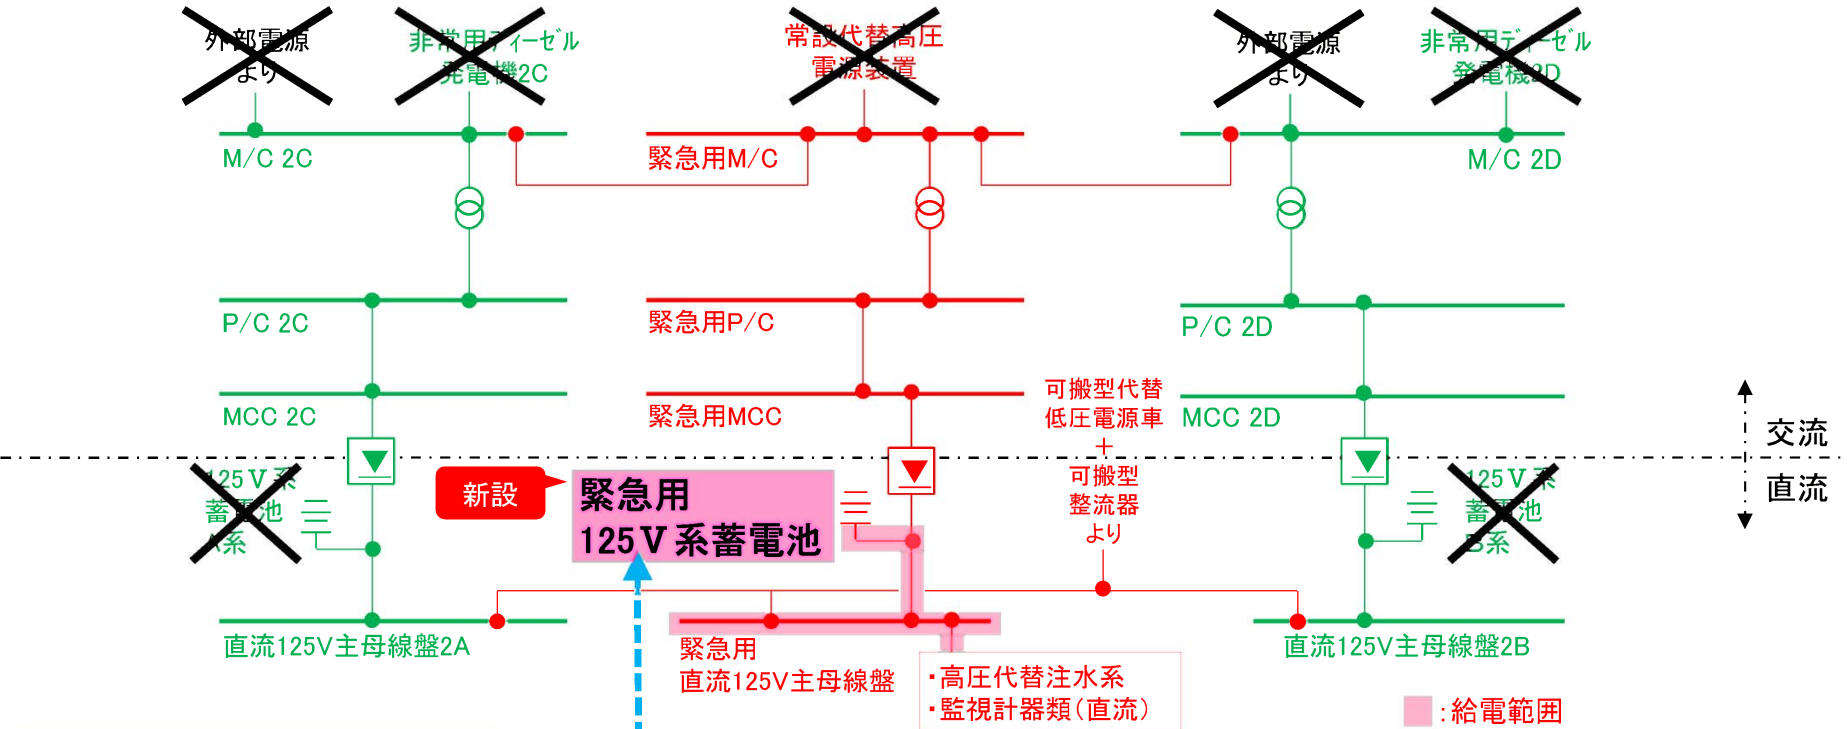 外部電源
より
非常用ディーゼル
発電機2C
常設代替高圧
電源装置
外部電源
より
非常用ディーゼル
発電機2D
M/C 2C
緊急用M/C
M/C 2D
P/C 2C
緊急用P/C
P/C 2D
MCC 2C
緊急用MCC
可搬型代替
低圧電源車
+
可搬型
整流器
より
MCC 2D
交流
直流
125V系
蓄電池
A系
新設
緊急用
125V系蓄電池
125V系
蓄電池
B系
直流125V主母線盤2A
緊急用
直流125V主母線盤
直流125V主母線盤2B
・高圧代替注水系
・監視計器類(直流)
:給電範囲